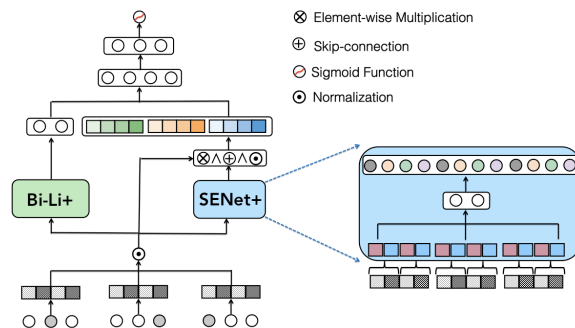 Element-wise Multiplication
Skip-connection
Sigmoid Function
Normalization
Bi-Li+
SENet+